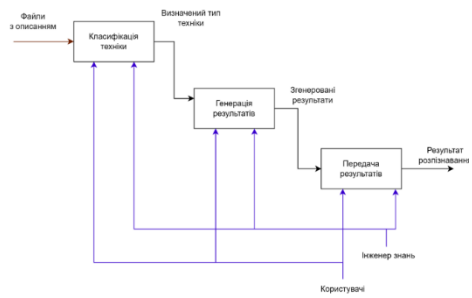 Файли
з описанням
Класифікація
техніки
Визначений тип
техніки
Генерація
результатів
Згенеровані
результати
Передача
результатів
Результат
розпізнавання
Інженер знань
Користувачі